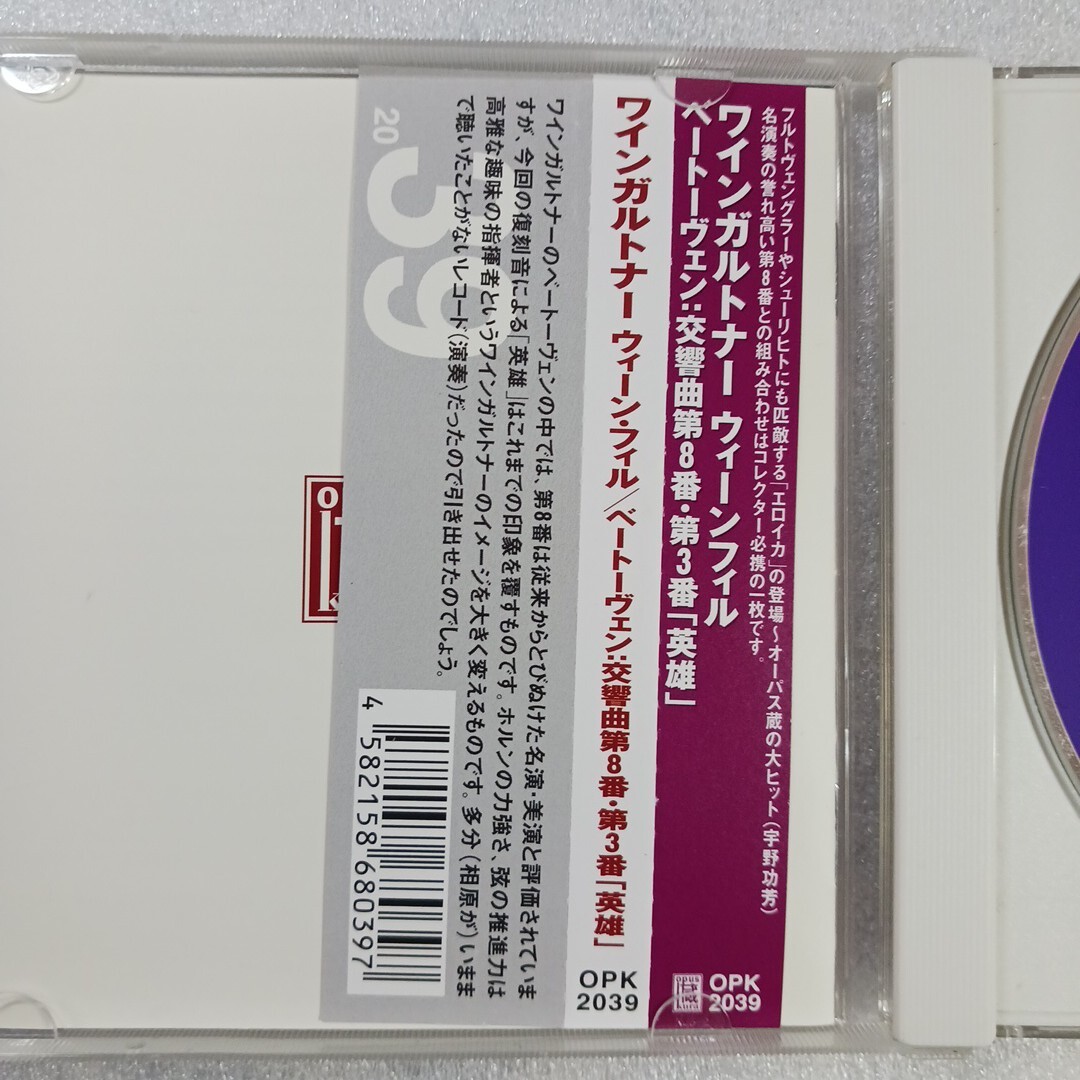 フルトヴェングラーやシューリヒトにも匹敵する「エロイカ」の登場〜オーパス蔵の大ヒット(宇野功芳)
名演奏の誉れ高い第8番との組み合わせはコレクター必携の一枚です。
ワインガルトナー ウィーンフィル
ベートーヴェン:交響曲第8番・第3番「英雄」
opus
蔵
kura
OPK
2039
ワインガルトナー ウィーン・フィル/ベートーヴェン:交響曲第8番・第3番「英雄」
OPK
2039
ワインガルトナーのベートーヴェンの中では、第8番は従来からとびぬけた名演・美演と評価されていま
すが、今回の復刻音による「英雄」はこれまでの印象を覆すものです。ホルンの力強さ、弦の推進力は
高雅な趣味の指揮者というワインガルトナーのイメージを大きく変えるものです。多分(相原が)いまま
で聴いたことがないレコード(演奏)だったので引き出せたのでしょう。
20
39
4 582158 680397